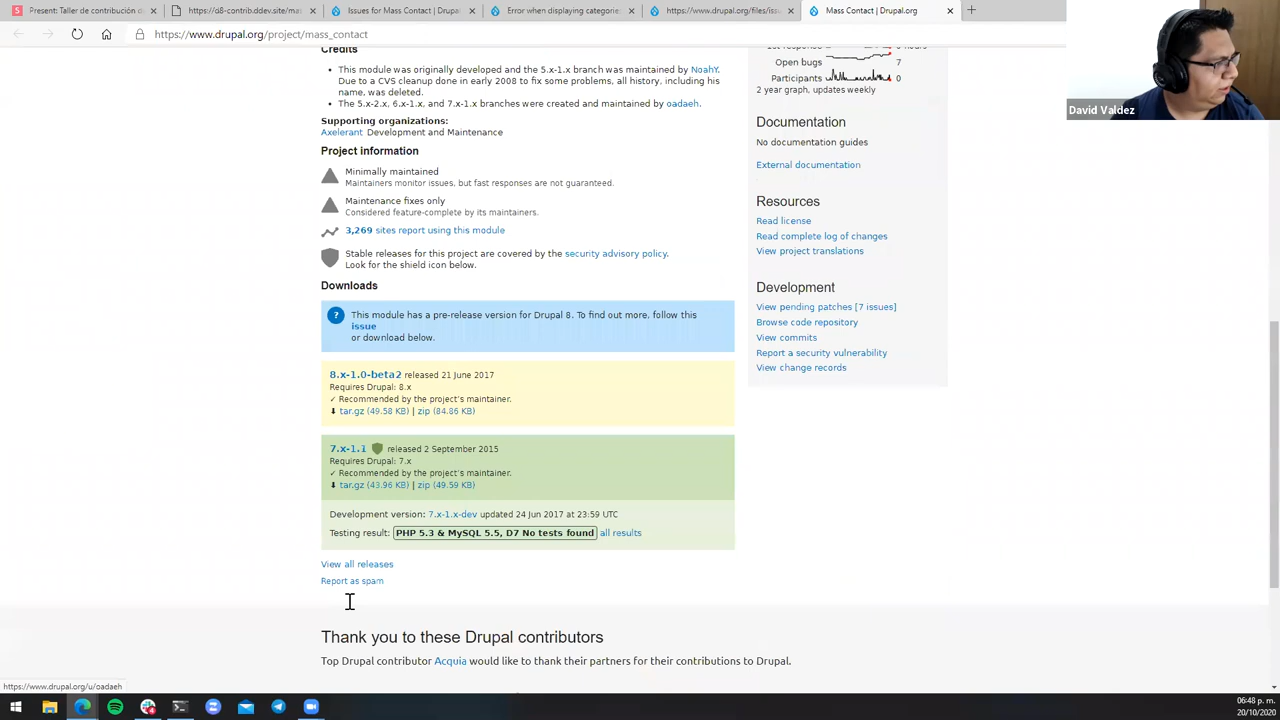 Present: Taller de contribución d
https://d8-contrib.ddev.site/ma
Issues for Mass Contact | Drupal.
Error when displaying categorie
https://www.drupal.org/files/iss
Mass Contact | Drupal.org
https://www.drupal.org/project/mass_contact
Credits
This module was originally developed and the 5.x-1.x branch was maintained by NoahY.
Due to a CVS cleanup done in early 2008 to fix some problems, all history, including his
name, was deleted.
The 5.x-2.x, 6.x-1.x, and 7.x-1.x branches were created and maintained by oadaeh.
Supporting organizations:
Axelerant Development and Maintenance
Project information
Minimally maintained
Maintainers monitor issues, but fast responses are not guaranteed.
Maintenance fixes only
Considered feature-complete by its maintainers.
3,269 sites report using this module
Stable releases for this project are covered by the security advisory policy.
Look for the shield icon below.
Downloads
? This module has a pre-release version for Drupal 8. To find out more, follow this
issue
or download below.
8.x-1.0-beta2 released 21 June 2017
Requires Drupal: 8.x
✓ Recommended by the project's maintainer.
⬇ tar.gz (49.58 KB) | zip (84.86 KB)
7.x-1.1 released 2 September 2015
Requires Drupal: 7.x
✓ Recommended by the project's maintainer.
⬇ tar.gz (43.96 KB) | zip (49.59 KB)
Development version: 7.x-1.x-dev updated 24 Jun 2017 at 23:59 UTC
Testing result: PHP 5.3 & MySQL 5.5, D7 No tests found all results
View all releases
Report as spam
Thank you to these Drupal contributors
Top Drupal contributor Acquia would like to thank their partners for their contributions to Drupal.
Open bugs 7
Participants 0
2 year graph, updates weekly
Documentation
No documentation guides
External documentation
Resources
Read license
Read complete log of changes
View project translations
Development
View pending patches [7 issues]
Browse code repository
View commits
Report a security vulnerability
View change records
David Valdez
https://www.drupal.org/u/oadaeh
06:48 p. m.
20/10/2020